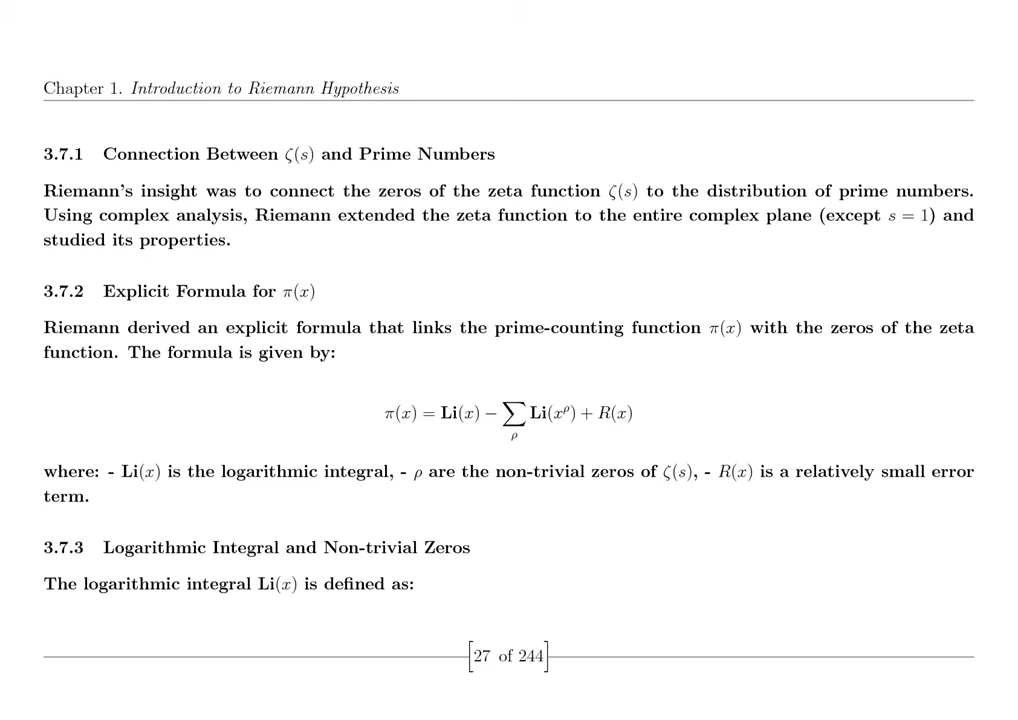 Chapter 1. Introduction to Riemann Hypothesis
3.7.1 Connection Between ζ(s) and Prime Numbers
Riemann's insight was to connect the zeros of the zeta function ζ(s) to the distribution of prime numbers.
Using complex analysis, Riemann extended the zeta function to the entire complex plane (except s = 1) and
studied its properties.
3.7.2 Explicit Formula for π(x)
Riemann derived an explicit formula that links the prime-counting function π(x) with the zeros of the zeta
function. The formula is given by:
π(x) = Li(x) − ∑ Li(x^ρ) + R(x)
ρ
where: - Li(x) is the logarithmic integral, - ρ are the non-trivial zeros of ζ(s), - R(x) is a relatively small error
term.
3.7.3 Logarithmic Integral and Non-trivial Zeros
The logarithmic integral Li(x) is defined as:
[27 of 244]